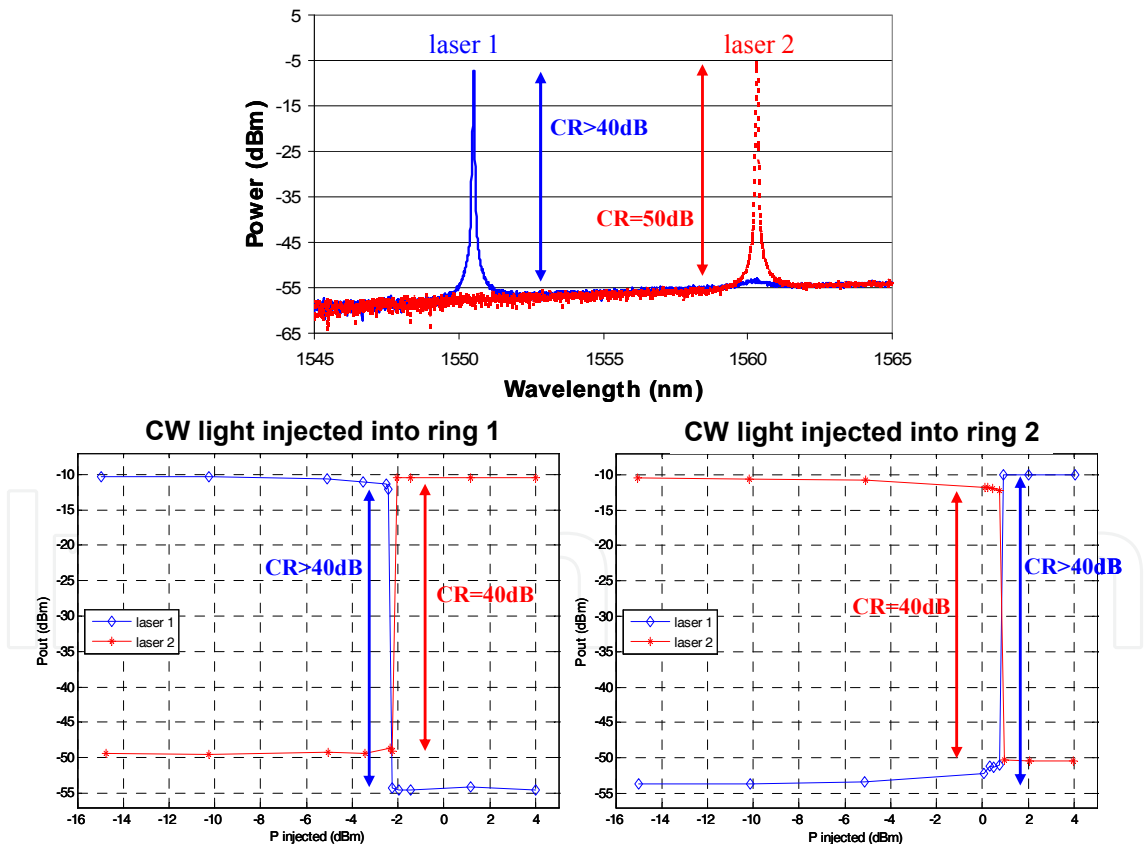 5
-5
-15
-25
-35
-45
-55
-65
Power (dBm)
laser 1
laser 2
CR>40dB
CR=50dB
1545 1550 1555 1560 1565
Wavelength (nm)
CW light injected into ring 1
-10
-15
-20
-25
-30
-35
-40
-45
-50
-55
Pout (dBm)
CR>40dB
CR=40dB
laser 1
laser 2
-16 -14 -12 -10 -8 -6 -4 -2 0 2 4
P injected (dBm)
CW light injected into ring 2
-10
-15
-20
-25
-30
-35
-40
-45
-50
-55
Pout (dBm)
CR>40dB
CR=40dB
laser 1
laser 2
-16 -14 -12 -10 -8 -6 -4 -2 0 2 4
P injected (dBm)